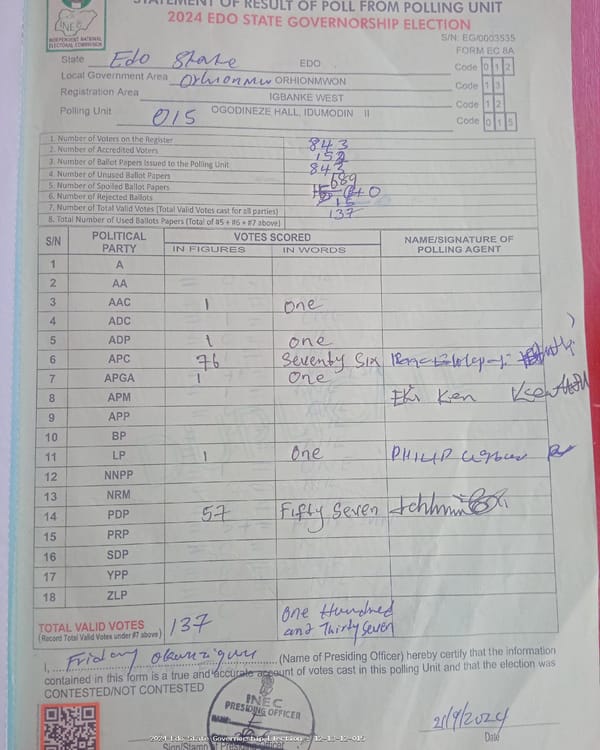 STATEMENT OF RESULT OF POLL FROM POLLING UNIT
2024 EDO STATE GOVERNORSHIP ELECTION
INEC
INDEPENDENT NATIONAL
ELECTORAL COMMISSION
S/N: EG/0003535
FORM EC 8A
State Edo State EDO Code 0 1 2
Local Government Area Orhionmw ORHIONMWON Code 1 3
Registration Area IGBANKE WEST Code 1 2
Polling Unit 015 OGODINEZE HALL, IDUMODIN II Code 0 1 5
1. Number of Voters on the Register 843
2. Number of Accredited Voters 152
3. Number of Ballot Papers Issued to the Polling Unit 843
4. Number of Unused Ballot Papers 689
5. Number of Spoiled Ballot Papers 0
6. Number of Rejected Ballots 15
7. Number of Total Valid Votes (Total Valid Votes cast for all parties) 137
8. Total Number of Used Ballot Papers (Total of #5 + #6 + #7 above)
S/N POLITICAL PARTY VOTES SCORED NAME/SIGNATURE OF POLLING AGENT
IN FIGURES IN WORDS
1 A
2 AA
3 AAC 1 One
4 ADC
5 ADP 1 one
6 APC 76 Seventy Six
7 APGA 1 One
8 APM Ken
9 APP
10 BP
11 LP 1 One PHILIP
12 NNPP
13 NRM
14 PDP 57 Fifty Seven
15 PRP
16 SDP
17 YPP
18 ZLP
TOTAL VALID VOTES 137 One Hundred and Thirty Seven
(Record Total Valid Votes under #7 above)
I, Friday (Name of Presiding Officer) hereby certify that the information
contained in this form is a true and accurate account of votes cast in this polling Unit and that the election was
CONTESTED/NOT CONTESTED
INEC
PRESIDING OFFICER
21/9/2024
Date
2024 Edo State Governorship Election - 12-13-12-015
Sign/Stamp of Presiding Officer